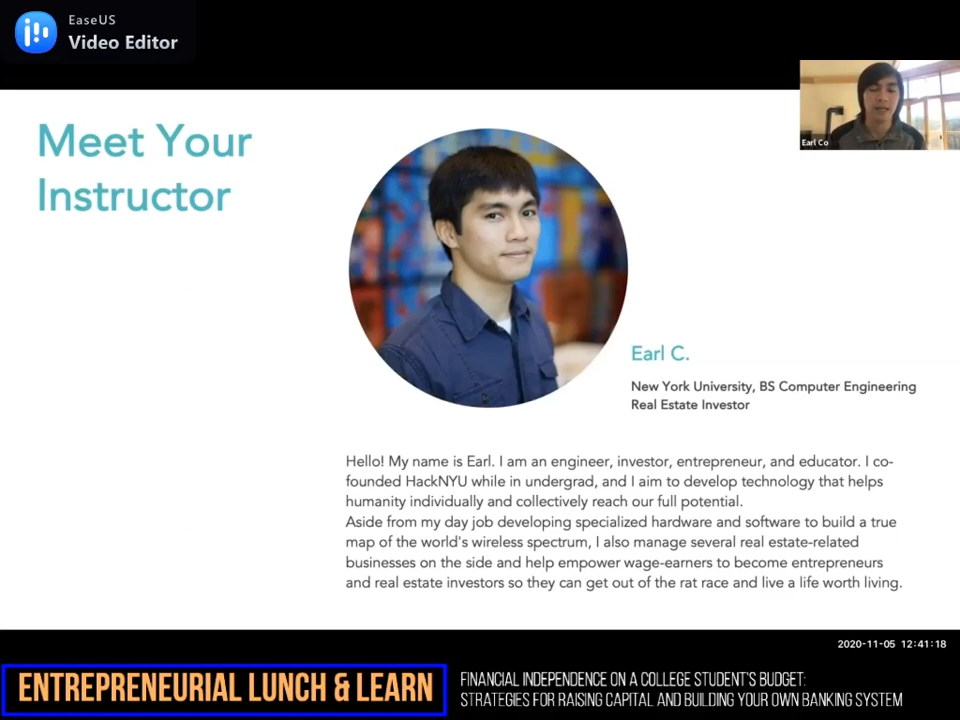 EaseUS
Video Editor
Meet Your
Instructor
Earl Co
Earl C.
New York University, BS Computer Engineering
Real Estate Investor
Hello! My name is Earl. I am an engineer, investor, entrepreneur, and educator. I co-
founded HackNYU while in undergrad, and I aim to develop technology that helps
humanity individually and collectively reach our full potential.
Aside from my day job developing specialized hardware and software to build a true
map of the world's wireless spectrum, I also manage several real estate-related
businesses on the side and help empower wage-earners to become entrepreneurs
and real estate investors so they can get out of the rat race and live a life worth living.
2020-11-05 12:41:18
ENTREPRENEURIAL LUNCH & LEARN
FINANCIAL INDEPENDENCE ON A COLLEGE STUDENT'S BUDGET:
STRATEGIES FOR RAISING CAPITAL AND BUILDING YOUR OWN BANKING SYSTEM